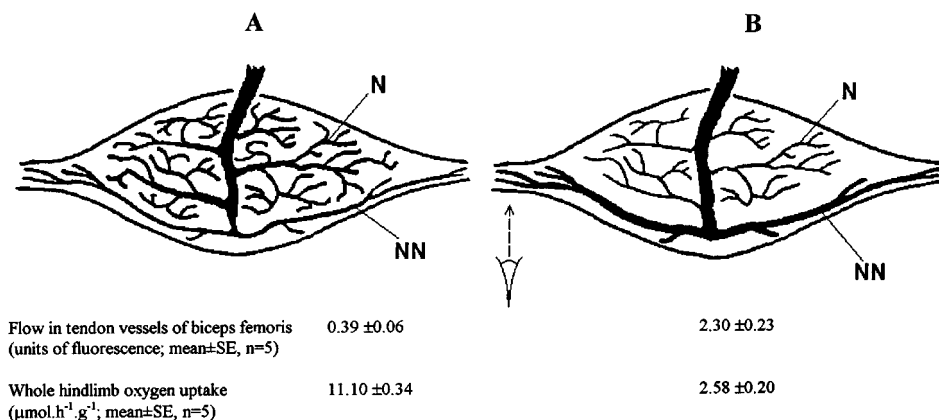 A
B
N
N
NN
NN
Flow in tendon vessels of biceps femoris 0.39 ±0.06 2.30 ±0.23
(units of fluorescence; mean±SE, n=5)
Whole hindlimb oxygen uptake 11.10 ±0.34 2.58 ±0.20
(μmol.h⁻¹.g⁻¹; mean±SE, n=5)